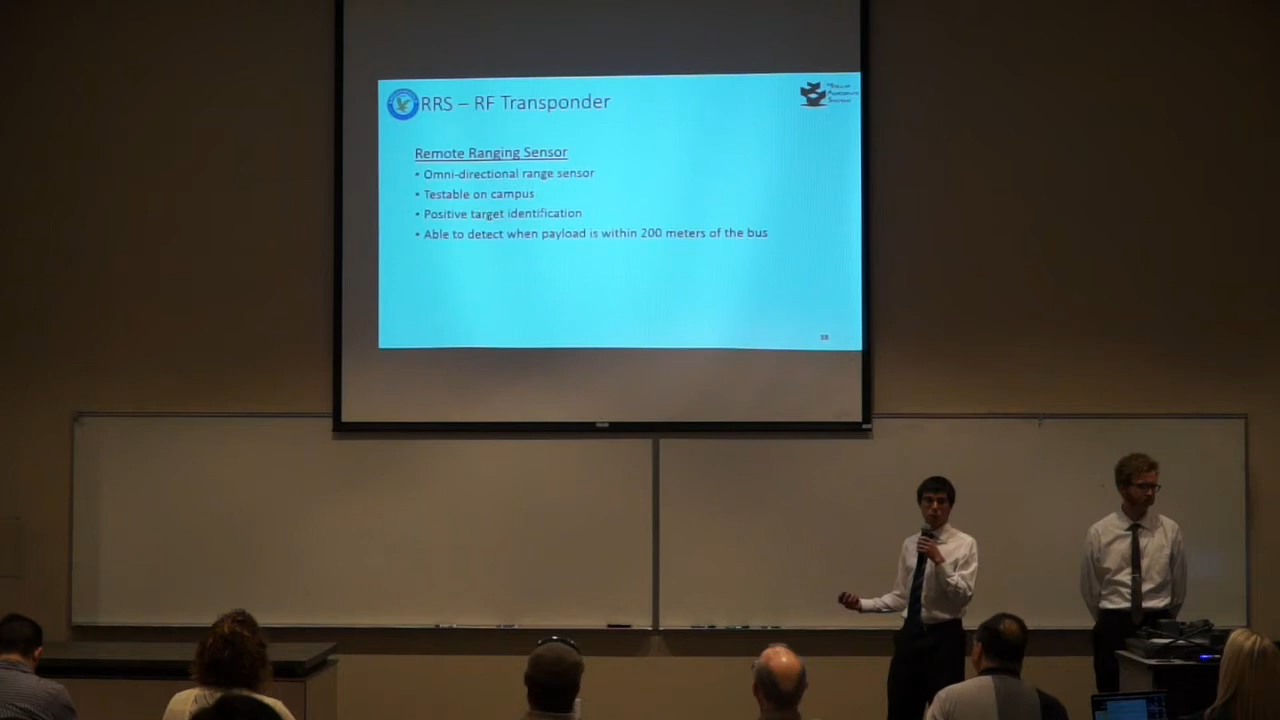 RRS – RF Transponder
Remote Ranging Sensor
• Omni-directional range sensor
• Testable on campus
• Positive target identification
• Able to detect when payload is within 200 meters of the bus